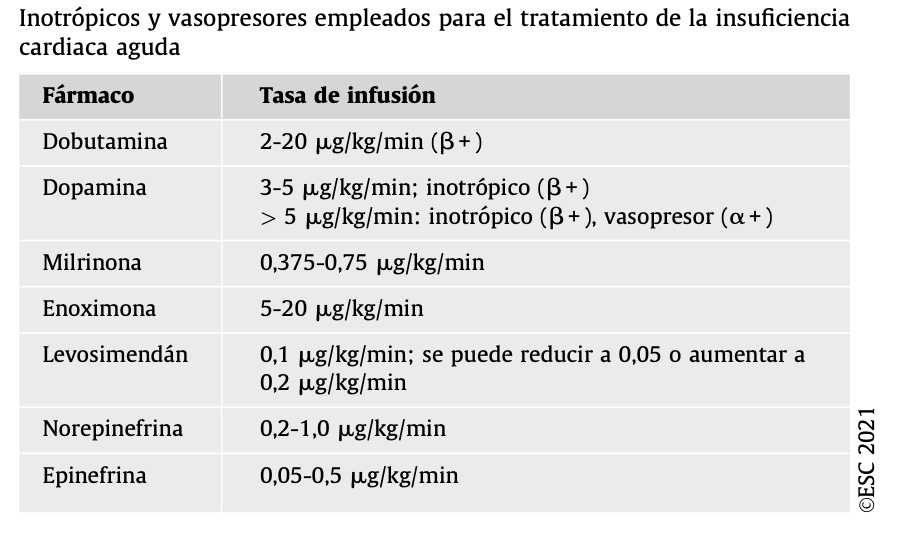 Inotrópicos y vasopresores empleados para el tratamiento de la insuficiencia
cardiaca aguda
Fármaco Tasa de infusión
Dobutamina 2-20 μg/kg/min (β+)
Dopamina 3-5 μg/kg/min; inotrópico (β+)
> 5 μg/kg/min: inotrópico (β+), vasopresor (α+)
Milrinona 0,375-0,75 μg/kg/min
Enoximona 5-20 μg/kg/min
Levosimendán 0,1 μg/kg/min; se puede reducir a 0,05 o aumentar a
0,2 μg/kg/min
Norepinefrina 0,2-1,0 μg/kg/min
Epinefrina 0,05-0,5 μg/kg/min
©ESC 2021